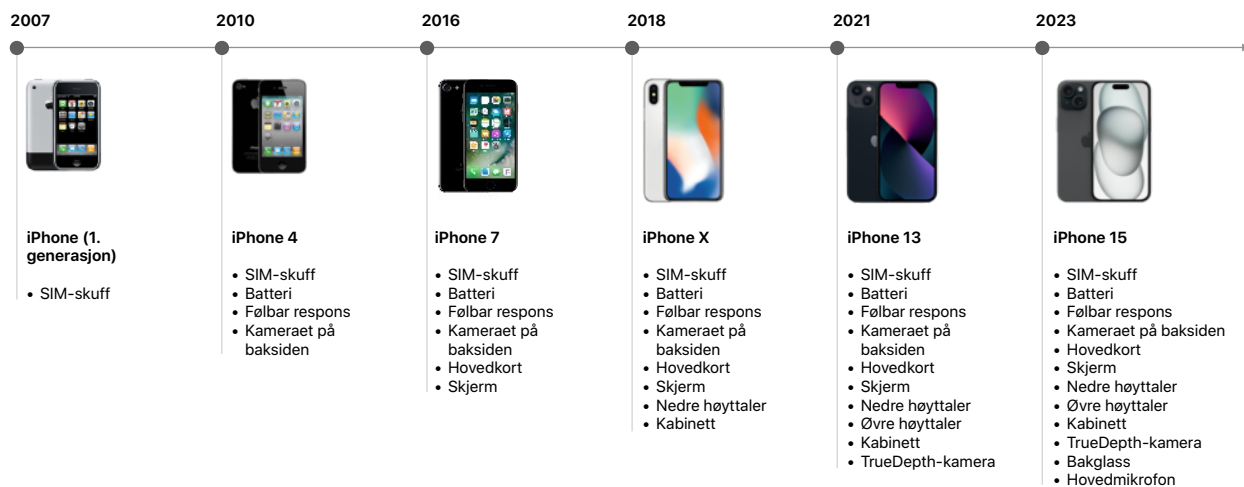 2007
2010
2016
2018
2021
2023
iPhone (1.
generasjon)
• SIM-skuff
iPhone 4
• SIM-skuff
• Batteri
• Følbar respons
• Kameraet på
baksiden
iPhone 7
• SIM-skuff
• Batteri
• Følbar respons
• Kameraet på
baksiden
• Hovedkort
• Skjerm
iPhone X
• SIM-skuff
• Batteri
• Følbar respons
• Kameraet på
baksiden
• Hovedkort
• Skjerm
• Nedre høyttaler
• Kabinett
iPhone 13
• SIM-skuff
• Batteri
• Følbar respons
• Kameraet på
baksiden
• Hovedkort
• Skjerm
• Nedre høyttaler
• Øvre høyttaler
• Kabinett
• TrueDepth-kamera
iPhone 15
• SIM-skuff
• Batteri
• Følbar respons
• Kameraet på baksiden
• Hovedkort
• Skjerm
• Nedre høyttaler
• Øvre høyttaler
• Kabinett
• TrueDepth-kamera
• Bakglass
• Hovedmikrofon